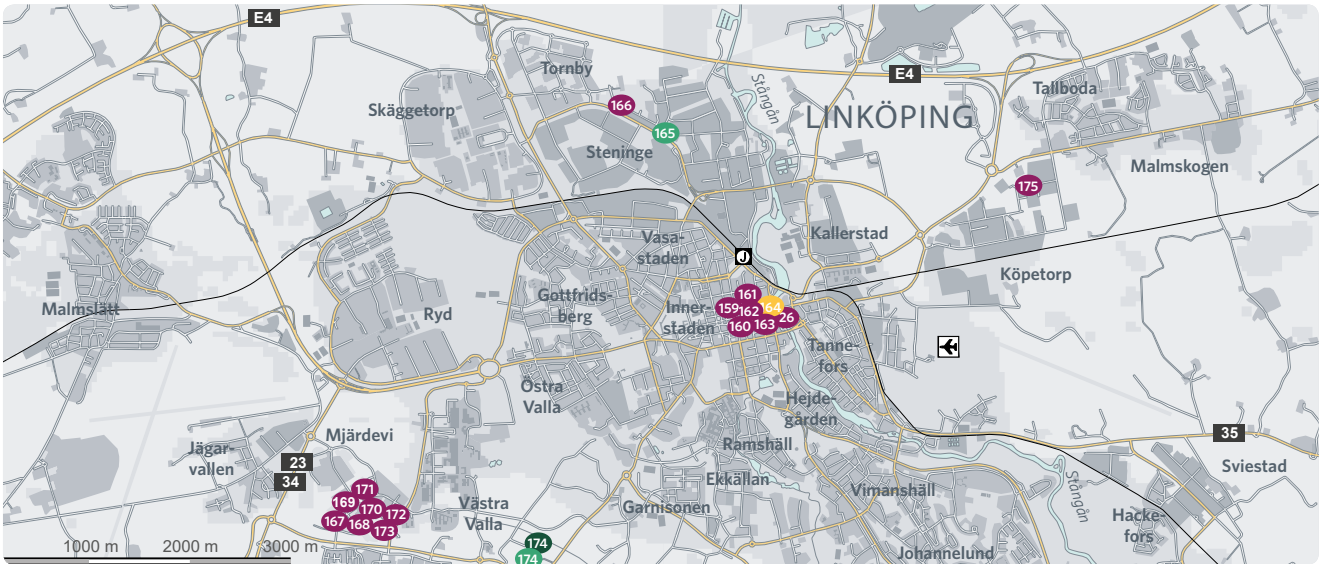 E4
Tornby
E4
Tallboda
Skäggetorp
166
Stångån
LINKÖPING
165
Steninge
Malmskogen
175
Vasa-
staden
Kallerstad
J
Köpetorp
Malmslätt
Gottfrids-
berg
Ryd
Inner-
staden
161
159
162
164
26
160
163
Tanne-
fors
Östra
Valla
Hejde-
gården
Jägar-
vallen
Mjärdevi
Ramshäll
35
23
34
Sviestad
Ekkällan
Vimanshäll
Stångån
171
169
170
172
167
168
173
Västra
Valla
Garnisonen
Hacke-
fors
174
174
Johannelund
1000 m
2000 m
3000 m